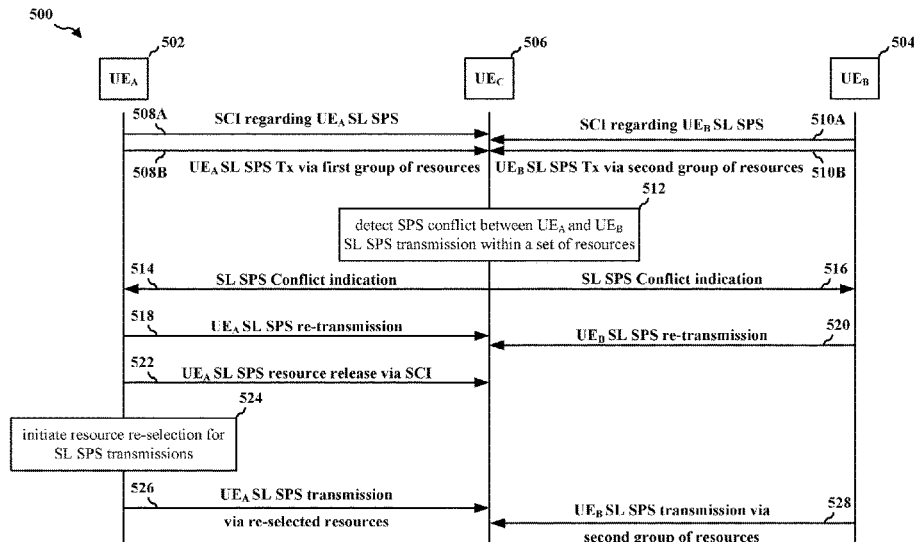 500
502
506
504
UEA
UEC
UEB
508A
SCI regarding UEA SL SPS
SCI regarding UEB SL SPS
510A
508B
UEA SL SPS Tx via first group of resources
UEB SL SPS Tx via second group of resources
510B
512
detect SPS conflict between UEA and UEB
SL SPS transmission within a set of resources
514
SL SPS Conflict indication
SL SPS Conflict indication
516
518
UEA SL SPS re-transmission
UEB SL SPS re-transmission
520
522
UEA SL SPS resource release via SCI
524
initiate resource re-selection for
SL SPS transmissions
526
UEA SL SPS transmission
via re-selected resources
UEB SL SPS transmission via
second group of resources
528